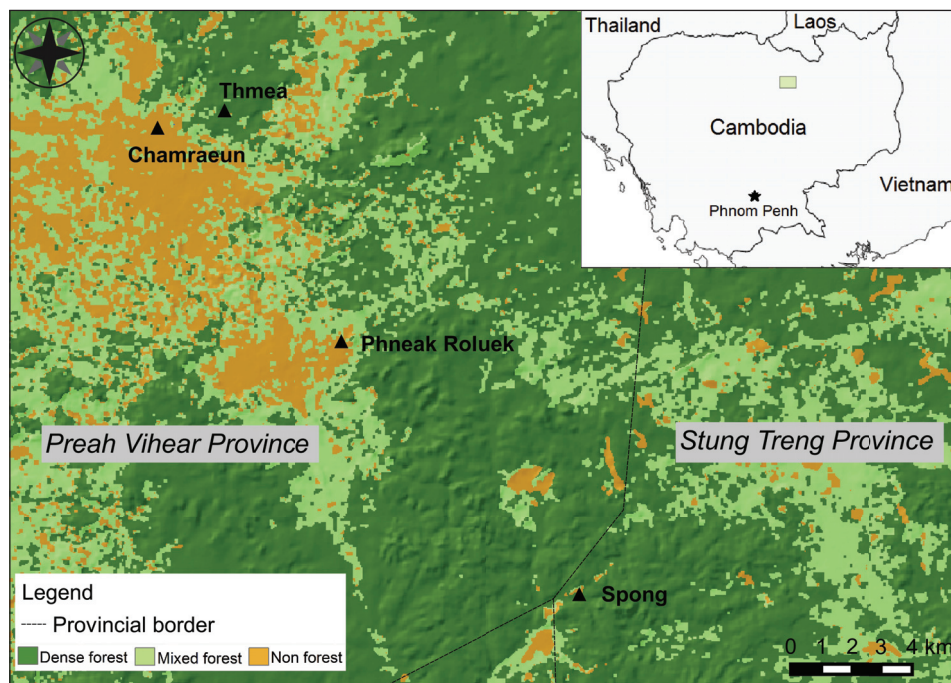 Thailand
Laos
Cambodia
Vietnam
Phnom Penh
Thmea
Chamraeun
Phneak Roluek
Preah Vihear Province
Stung Treng Province
Spong
Legend
Provincial border
Dense forest
Mixed forest
Non forest
0 1 2 3 4 km